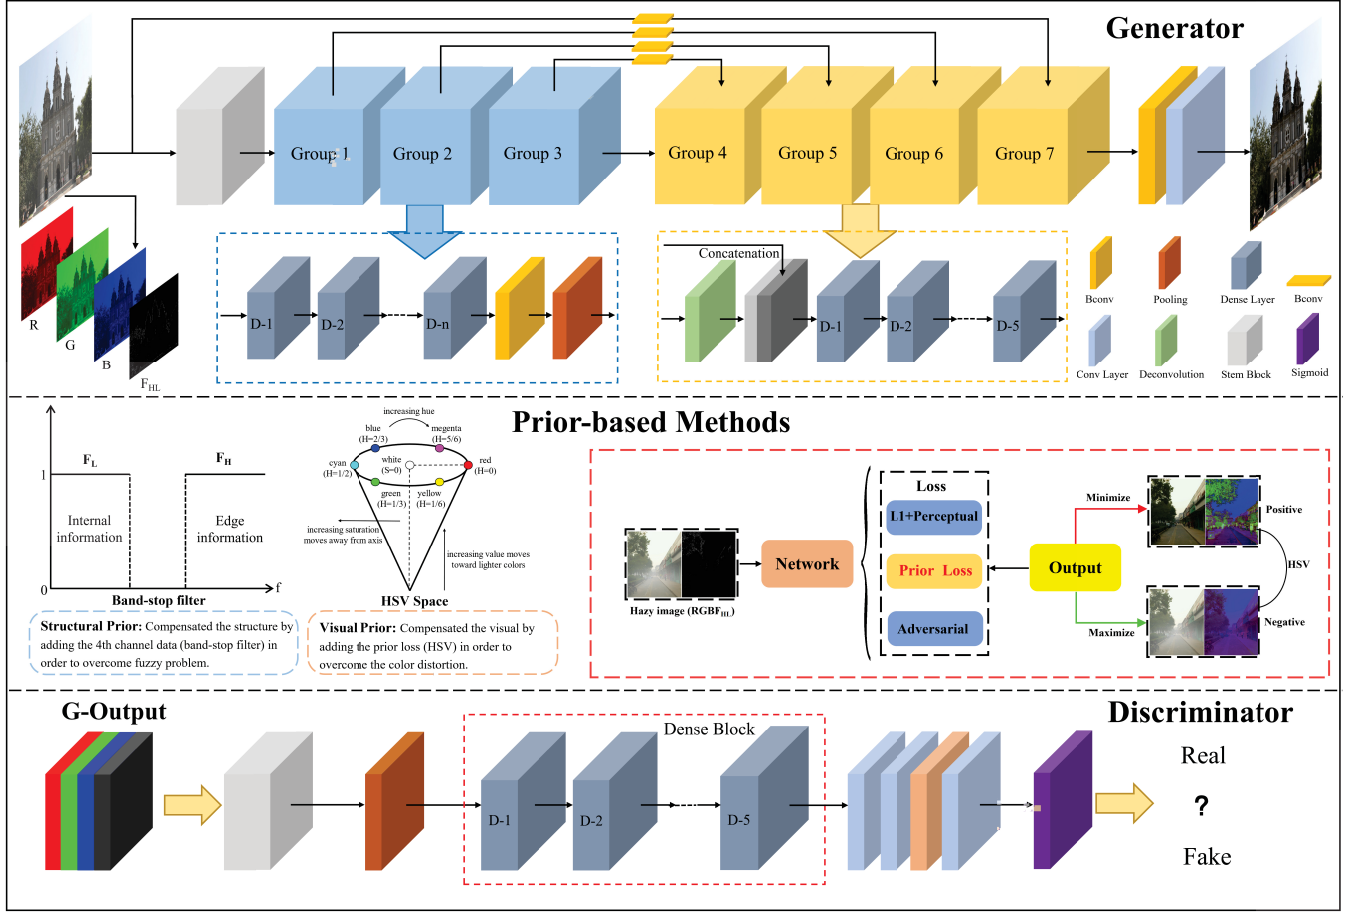 Generator
Group 1
Group 2
Group 3
Group 4
Group 5
Group 6
Group 7
R
G
B
F_HL
D-1
D-2
D-n
Concatenation
D-1
D-2
D-5
Bconv
Pooling
Dense Layer
Bconv
Conv Layer
Deconvolution
Stem Block
Sigmoid
Prior-based Methods
1
0
F_L
F_H
Internal
information
Edge
information
f
Band-stop filter
Structural Prior: Compensated the structure by
adding the 4th channel data (band-stop filter) in
order to overcome fuzzy problem.
increasing hue
blue
(H=2/3)
megenta
(H=5/6)
cyan
(H=1/2)
white
(S=0)
red
(H=0)
green
(H=1/3)
yellow
(H=1/6)
increasing saturation
moves away from axis
increasing value moves
toward lighter colors
HSV Space
Visual Prior: Compensated the visual by
adding the prior loss (HSV) in order to
overcome the color distortion.
Hazy image (RGBF_HL)
Network
Loss
L1+Perceptual
Prior Loss
Adversarial
Output
Minimize
Maximize
Positive
HSV
Negative
G-Output
Dense Block
D-1
D-2
D-5
Discriminator
Real
?
Fake